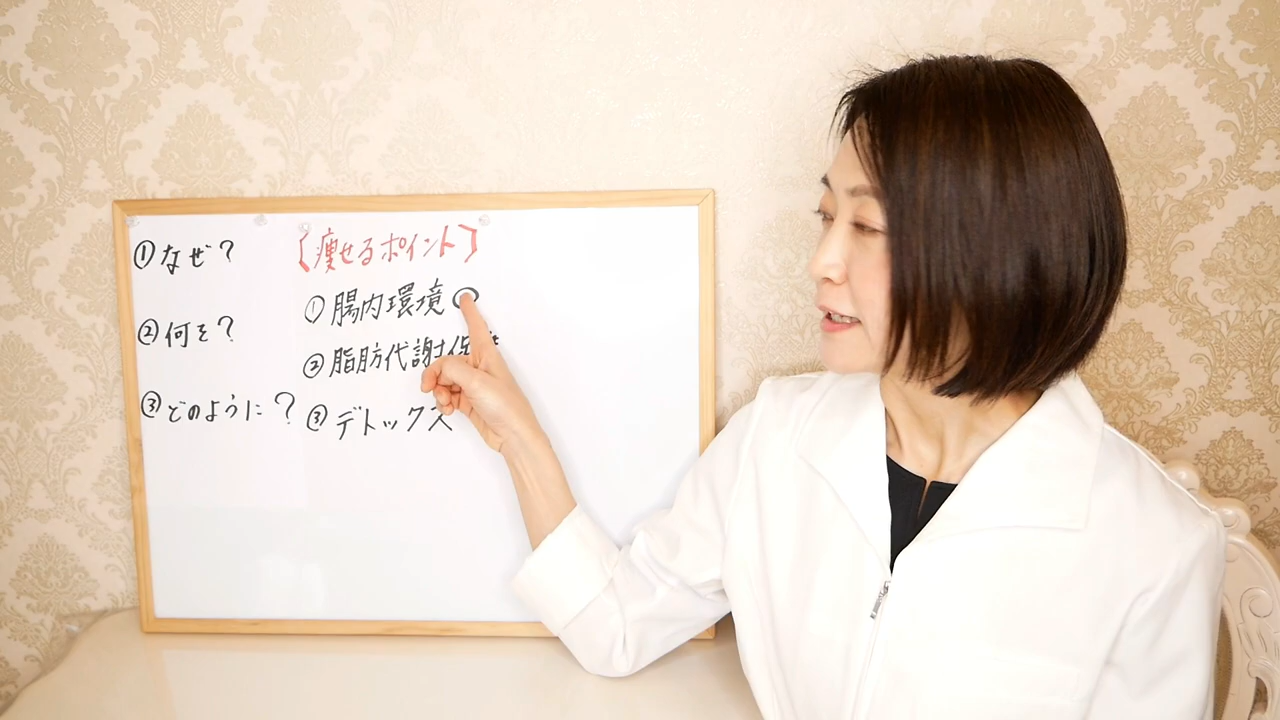 ①なぜ?
②何を?
③どのように?
【痩せるポイント】
①腸内環境○
②脂肪代謝
③デトックス